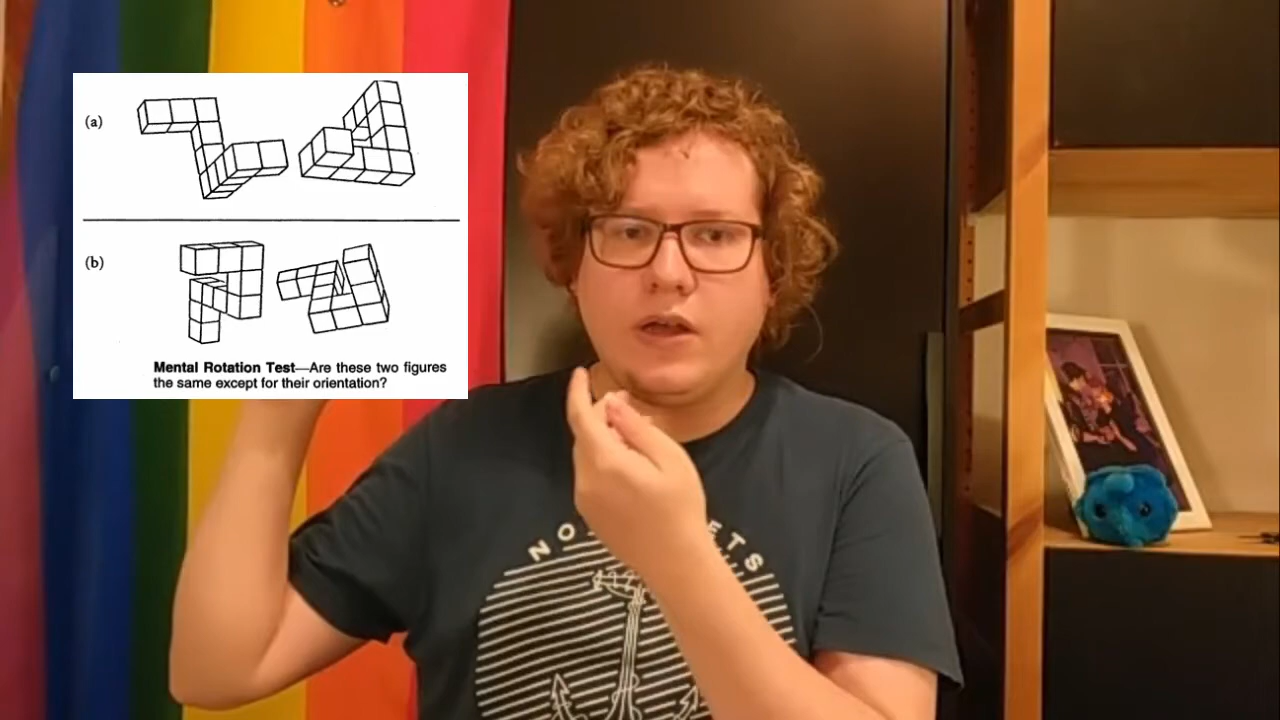 (a)
(b)
Mental Rotation Test—Are these two figures
the same except for their orientation?